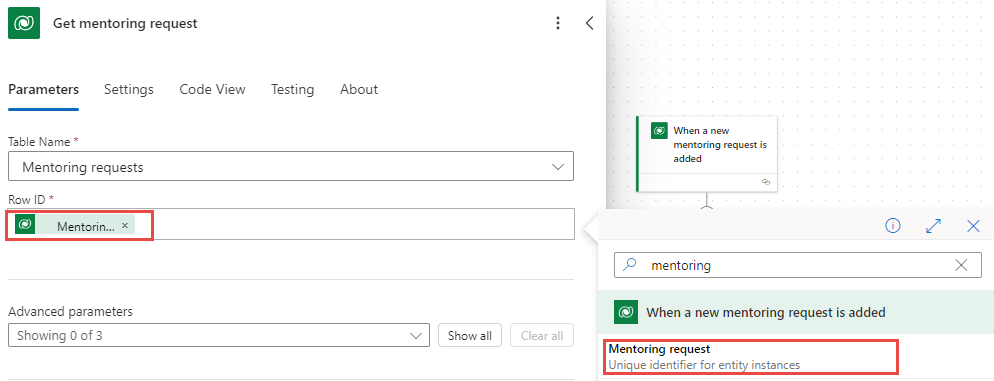 Get mentoring request
Parameters
Settings
Code View
Testing
About
Table Name *
Mentoring requests
Row ID *
Mentorin... ×
Advanced parameters
Showing 0 of 3
Show all
Clear all
When a new
mentoring request is
added
mentoring
When a new mentoring request is added
Mentoring request
Unique identifier for entity instances